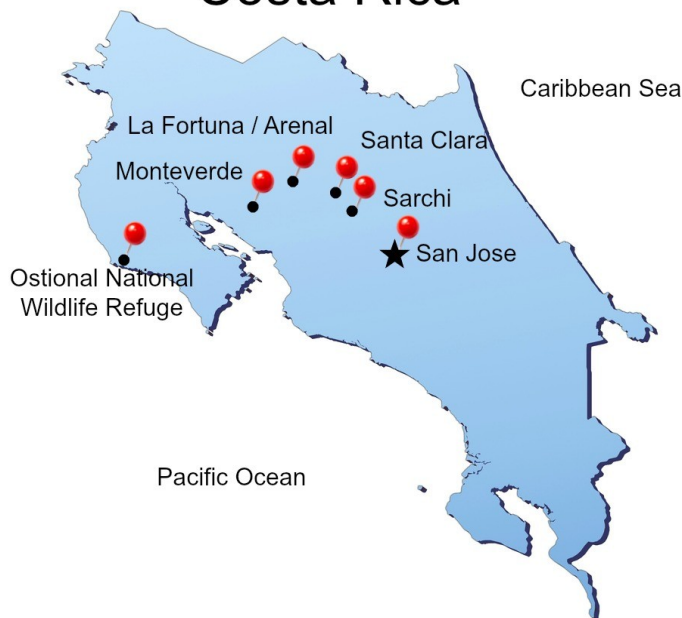 Costa Rica
Caribbean Sea
La Fortuna / Arenal
Santa Clara
Monteverde
Sarchi
San Jose
Ostional National
Wildlife Refuge
Pacific Ocean